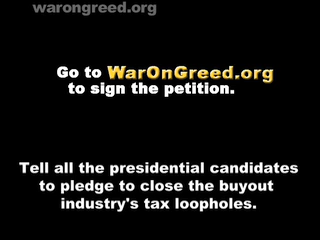 warongreed.org
Go to WarOnGreed.org
to sign the petition.
Tell all the presidential candidates
to pledge to close the buyout
industry's tax loopholes.